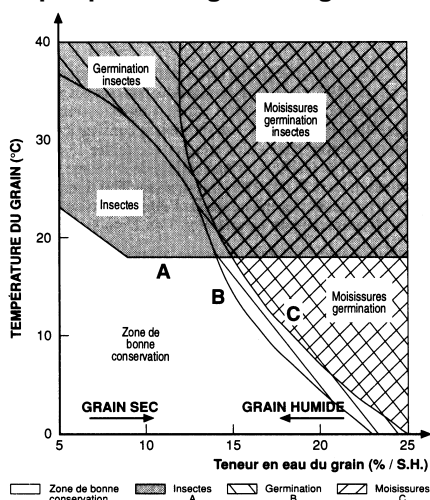 40
30
20
10
0
TEMPÉRATURE DU GRAIN (°C)
Germination
insectes
Moisissures
germination
insectes
Insectes
A
B
C
Moisissures
germination
Zone de
bonne
conservation
GRAIN SEC
GRAIN HUMIDE
5
10
15
20
25
Teneur en eau du grain (% / S.H.)
Zone de bonne
conservation
Insectes
A
Germination
B
Moisissures
C